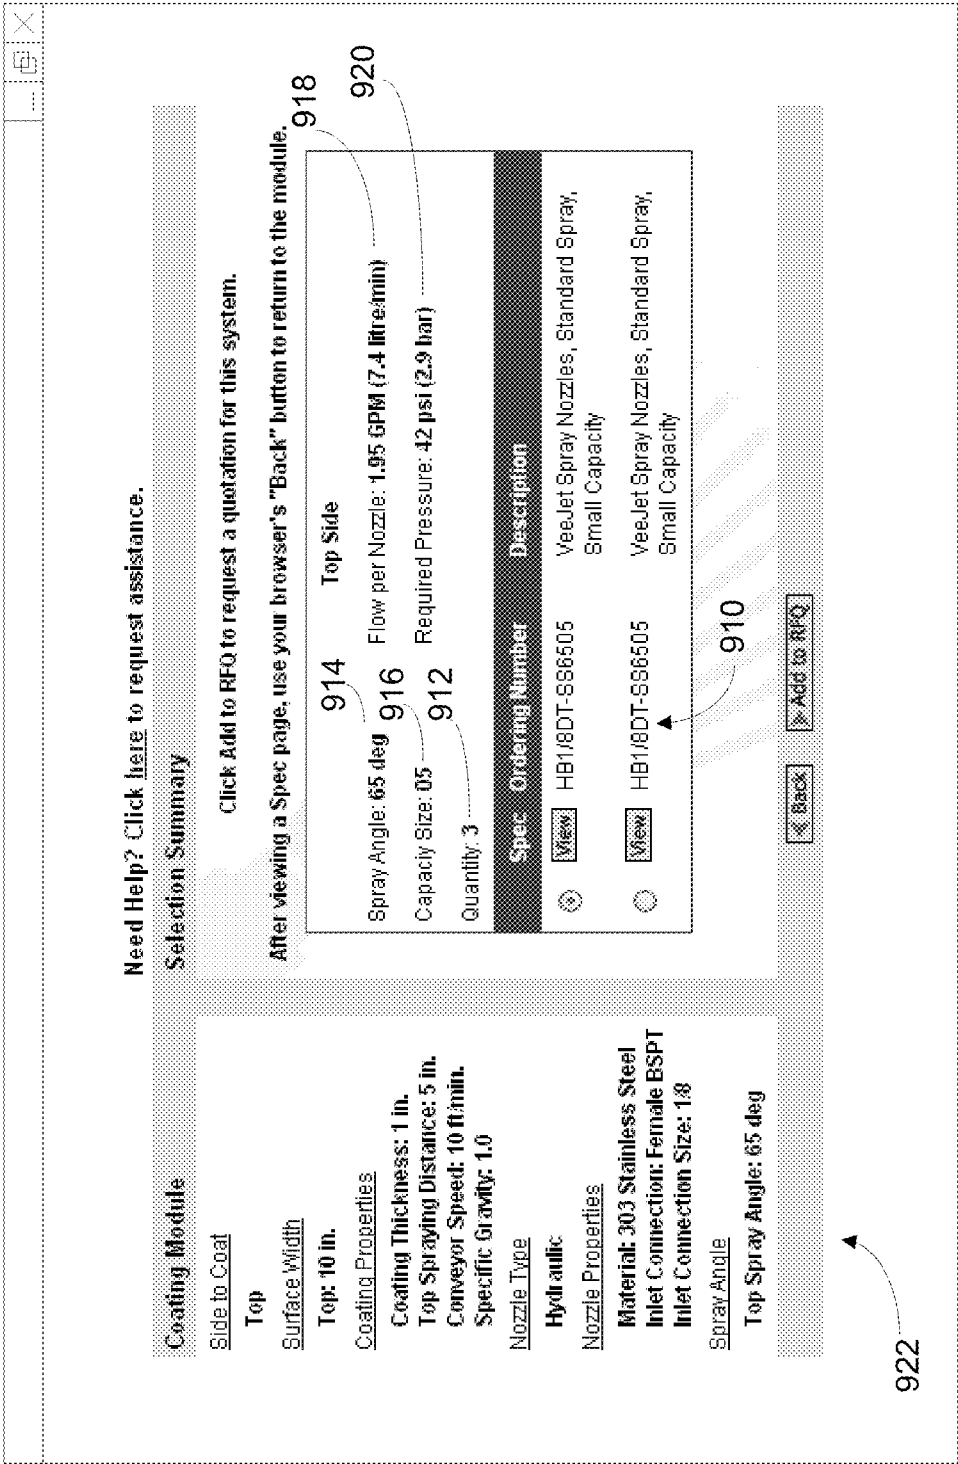 Need Help? Click here to request assistance.
Coating Module
Side to Coat
Top
Surface Width
Top: 10 in.
Coating Properties
Coating Thickness: 1 in.
Top Spraying Distance: 5 in.
Conveyor Speed: 10 ft/min.
Specific Gravity: 1.0
Nozzle Type
Hydraulic
Nozzle Properties
Material: 303 Stainless Steel
Inlet Connection: Female BSPT
Inlet Connection Size: 1/8
Spray Angle
Top Spray Angle: 65 deg
922
Selection Summary
Click Add to RFQ to request a quotation for this system.
After viewing a Spec page, use your browser's "Back" button to return to the module.
Top Side
914
918
Spray Angle: 65 deg Flow per Nozzle: 1.95 GPM (7.4 litre/min)
916
920
Capaciy Size: 05 Required Pressure: 42 psi (2.9 bar)
912
Quantity: 3
Spec Ordering Number Description
View HB1/8DT-SS6505 VeeJet Spray Nozzles, Standard Spray,
Small Capacity
View HB1/8DT-SS6505 VeeJet Spray Nozzles, Standard Spray,
Small Capacity
910
Back Add to RFQ